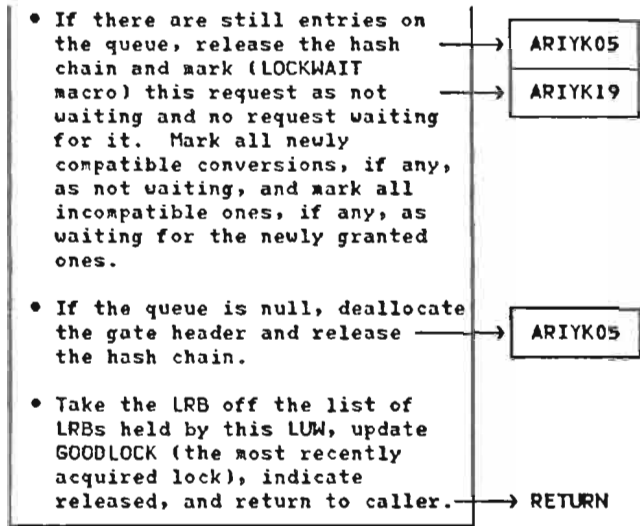 • If there are still entries on
the queue, release the hash
chain and mark (LOCKWAIT
macro) this request as not
waiting and no request waiting
for it. Mark all newly
compatible conversions, if any,
as not waiting, and mark all
incompatible ones, if any, as
waiting for the newly granted
ones.
ARIYK05
ARIYK19
• If the queue is null, deallocate
the gate header and release
the hash chain.
ARIYK05
• Take the LRB off the list of
LRBs held by this LUW, update
GOODLOCK (the most recently
acquired lock), indicate
released, and return to caller.
RETURN